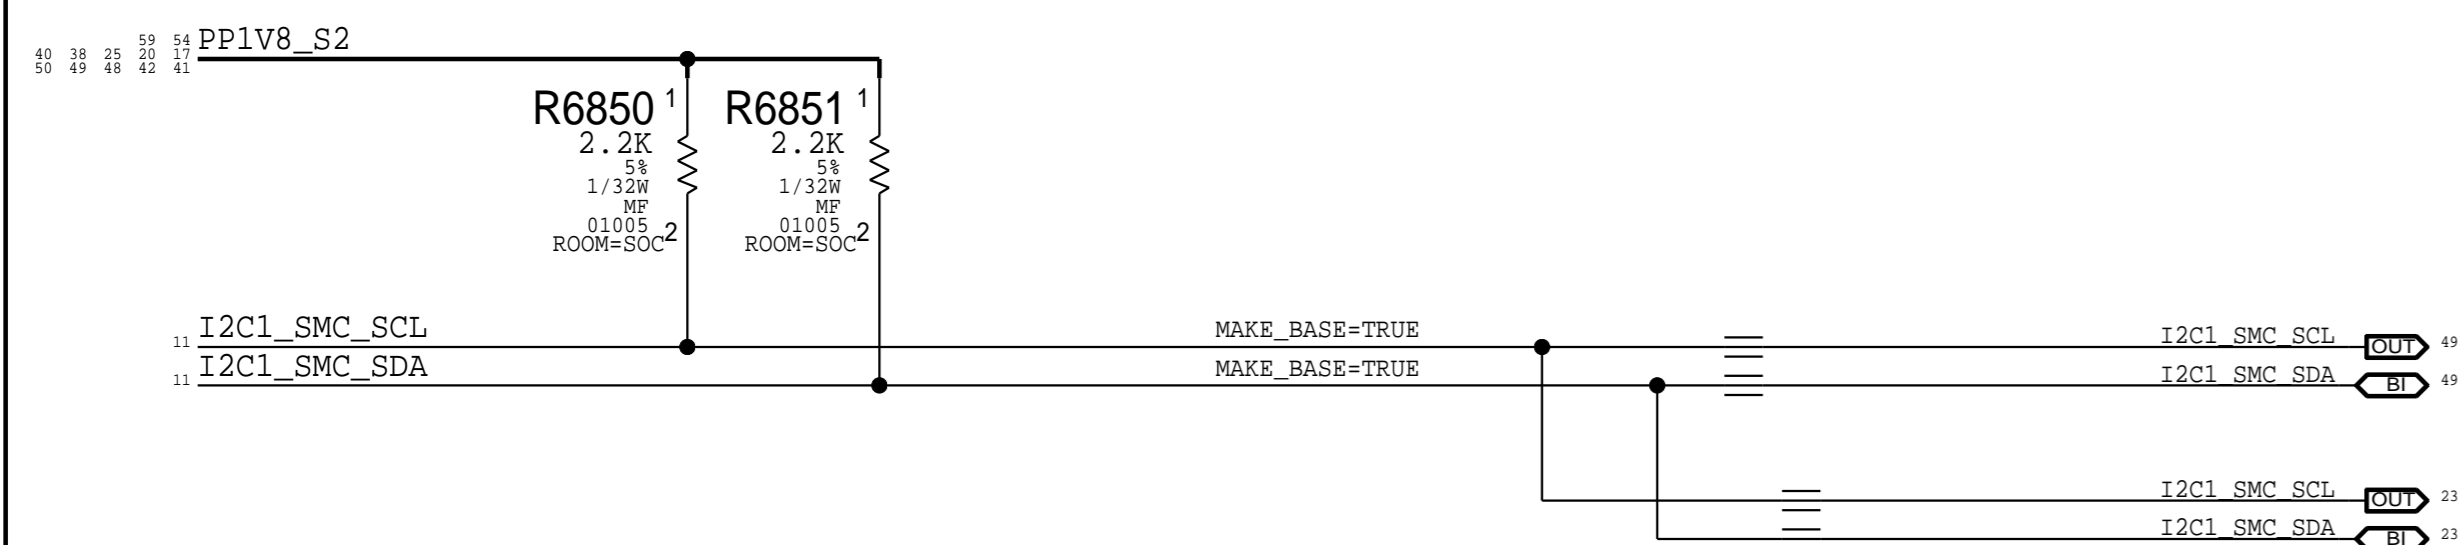 59 54 PP1V8_S2
40 38 25 20 17
50 49 48 42 41
R6850 1 R6851 1
2.2K 2.2K
5% 5%
1/32W 1/32W
MF MF
01005 01005
ROOM=SOC 2 ROOM=SOC 2
11 I2C1_SMC_SCL MAKE_BASE=TRUE I2C1_SMC_SCL OUT 49
11 I2C1_SMC_SDA MAKE_BASE=TRUE I2C1_SMC_SDA BI 49
I2C1_SMC_SCL OUT 23
I2C1_SMC_SDA BI 23